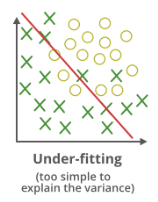 Under-fitting
(too simple to
explain the variance)